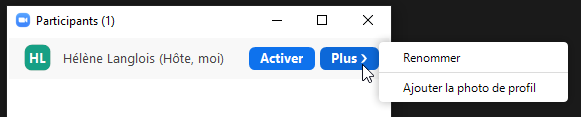 Participants (1)
HL Hélène Langlois (Hôte, moi) Activer Plus ❯
Renommer
Ajouter la photo de profil